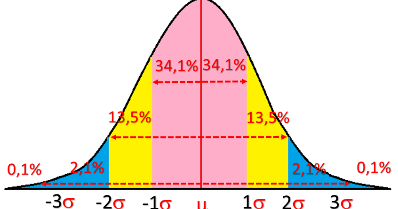 34,1% 34,1%
13,5% 13,5%
0,1% 2,1% 2,1% 0,1%
-3σ -2σ -1σ μ 1σ 2σ 3σ